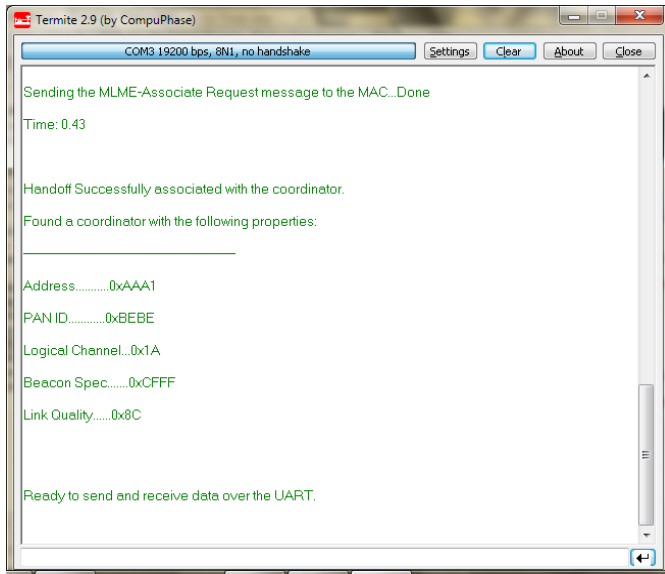 Termite 2.9 (by CompuPhase)
COM3 19200 bps, 8N1, no handshake
Settings
Clear
About
Close
Sending the MLME-Associate Request message to the MAC...Done
Time: 0.43
Handoff Successfully associated with the coordinator.
Found a coordinator with the following properties:
Address..........0xAAA1
PAN ID...........0xBEBE
Logical Channel...0x1A
Beacon Spec.......0xCFFF
Link Quality......0x8C
Ready to send and receive data over the UART.